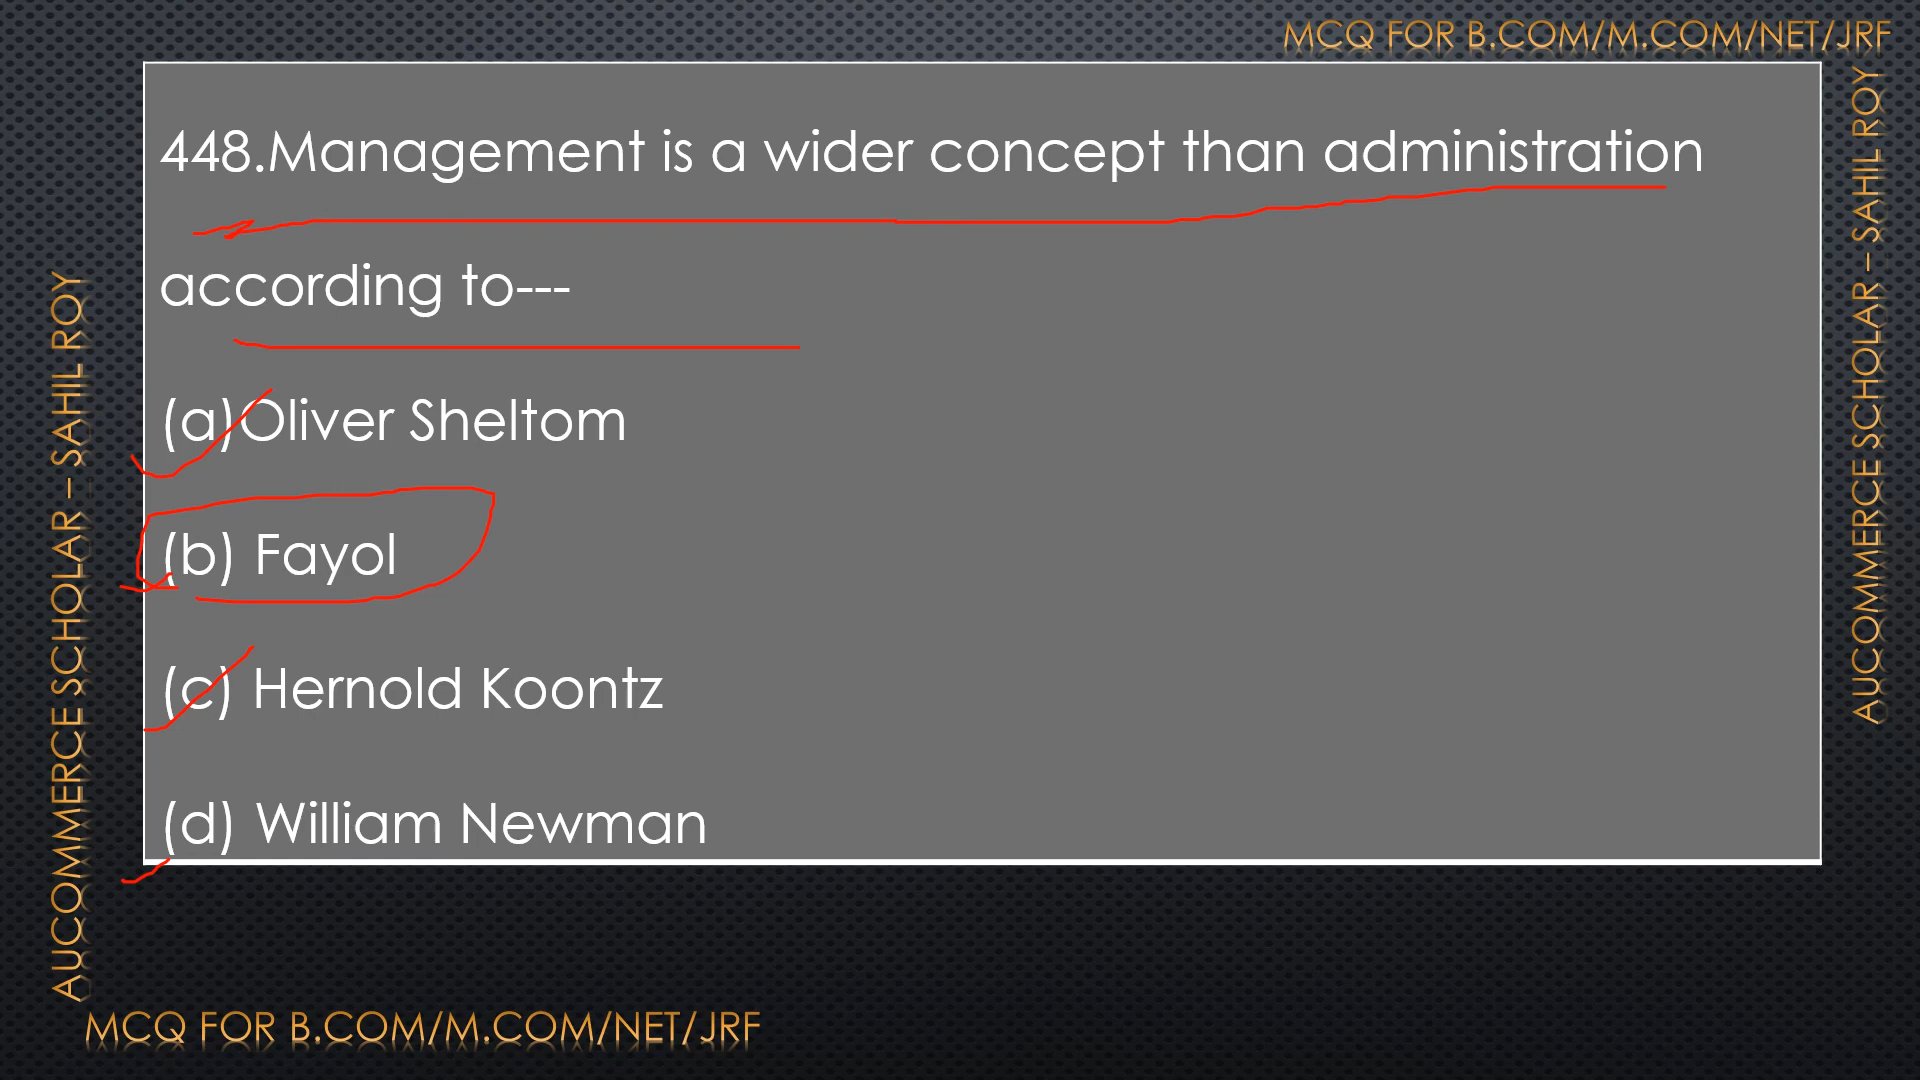 MCQ FOR B.COM/M.COM/NET/JRF
448.Management is a wider concept than administration
according to---
(a)Oliver Sheltom
(b) Fayol
(c) Hernold Koontz
(d) William Newman
AUCOMMERCE SCHOLAR – SAHIL ROY
AUCOMMERCE SCHOLAR – SAHIL ROY
MCQ FOR B.COM/M.COM/NET/JRF